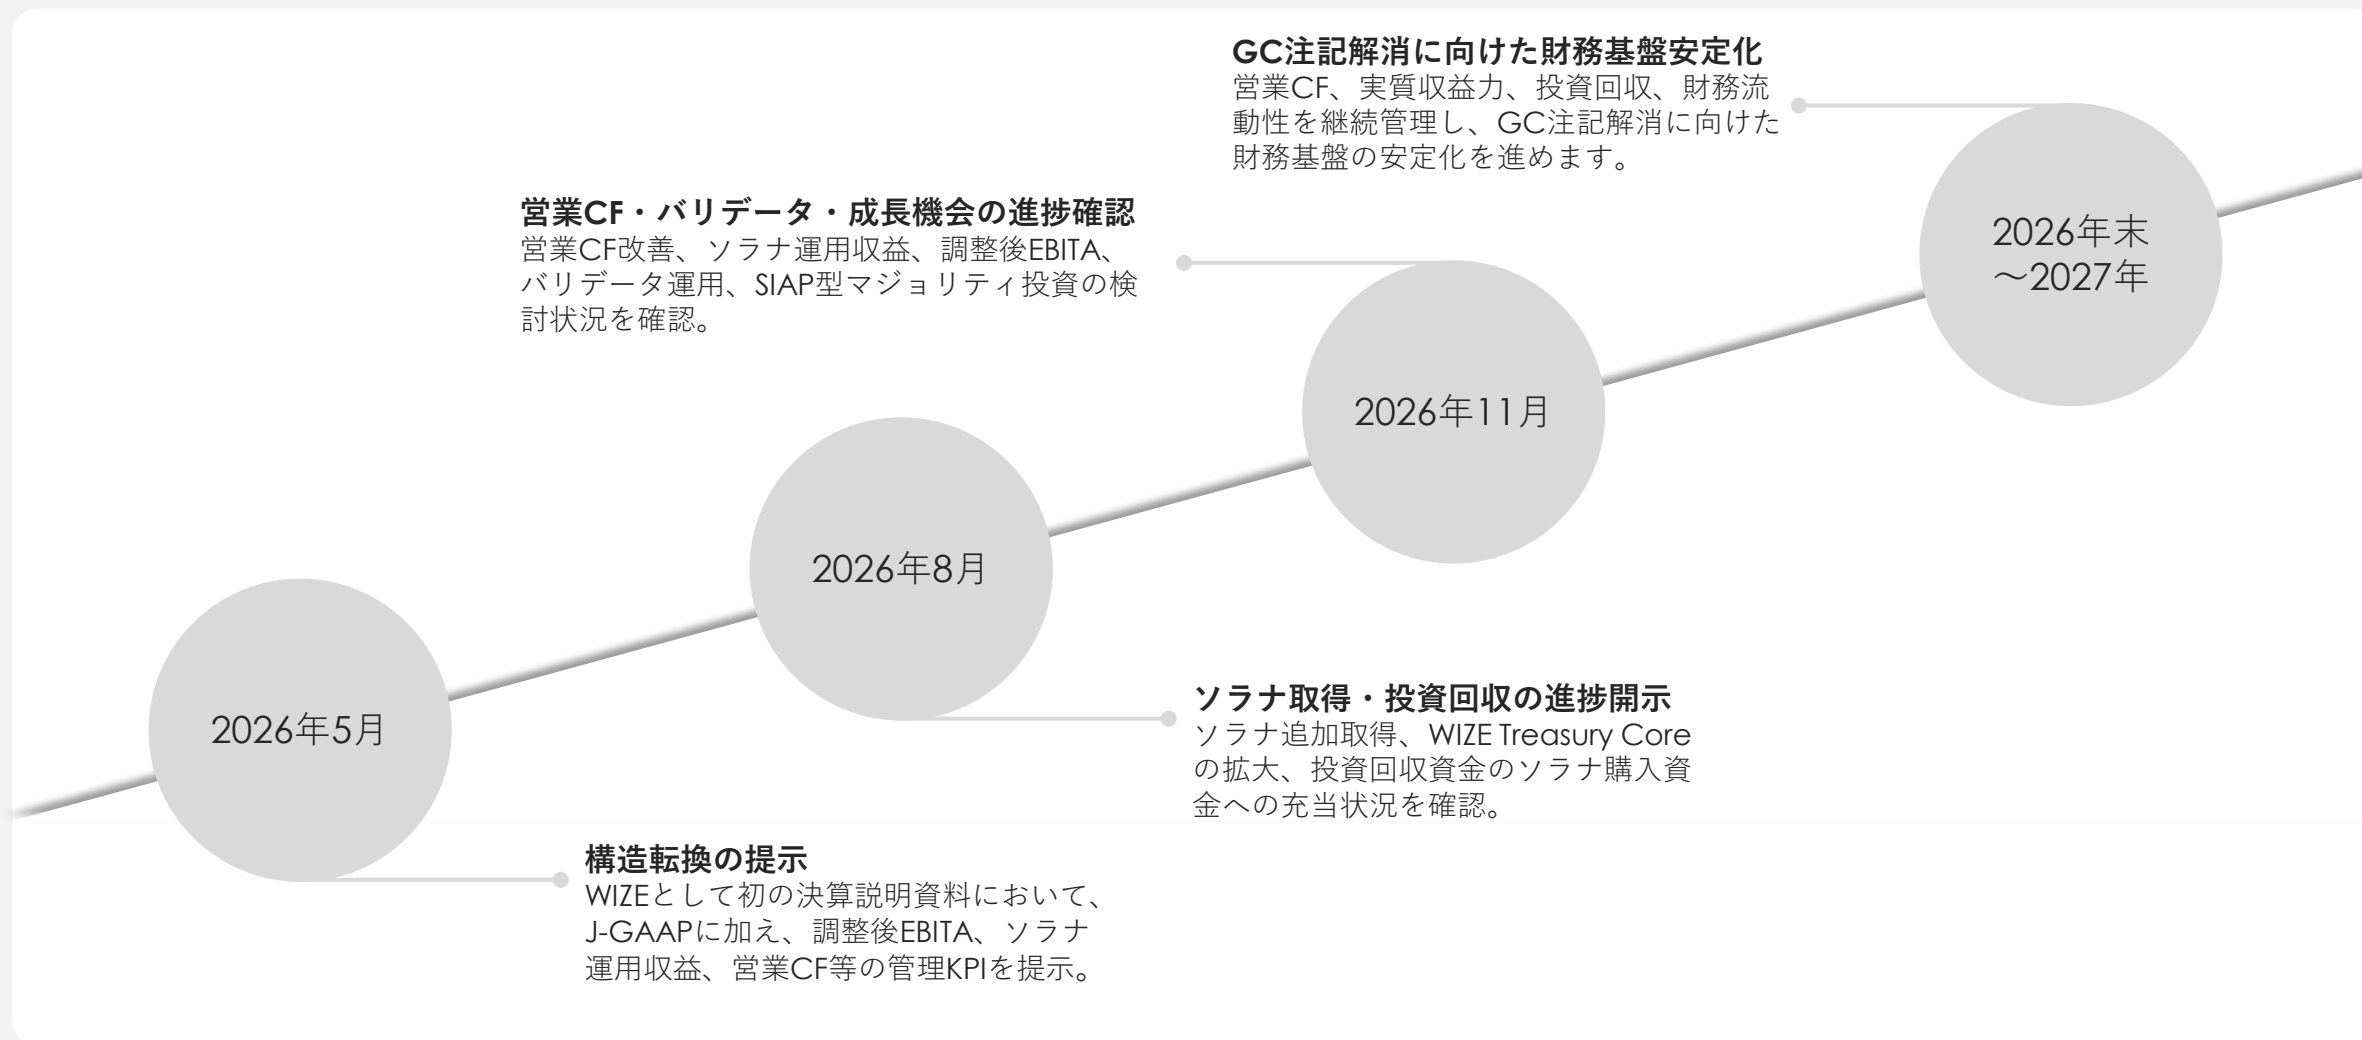 GC注記解消に向けた財務基盤安定化
営業CF、実質収益力、投資回収、財務流
動性を継続管理し、GC注記解消に向けた
財務基盤の安定化を進めます。
2026年末
～2027年
営業CF・バリデータ・成長機会の進捗確認
営業CF改善、ソラナ運用収益、調整後EBITA、
バリデータ運用、SIAP型マジョリティ投資の検
討状況を確認。
2026年11月
2026年8月
ソラナ取得・投資回収の進捗開示
ソラナ追加取得、WIZE Treasury Core
の拡大、投資回収資金のソラナ購入資
金への充当状況を確認。
2026年5月
構造転換の提示
WIZEとして初の決算説明資料において、
J-GAAPに加え、調整後EBITA、ソラナ
運用収益、営業CF等の管理KPIを提示。